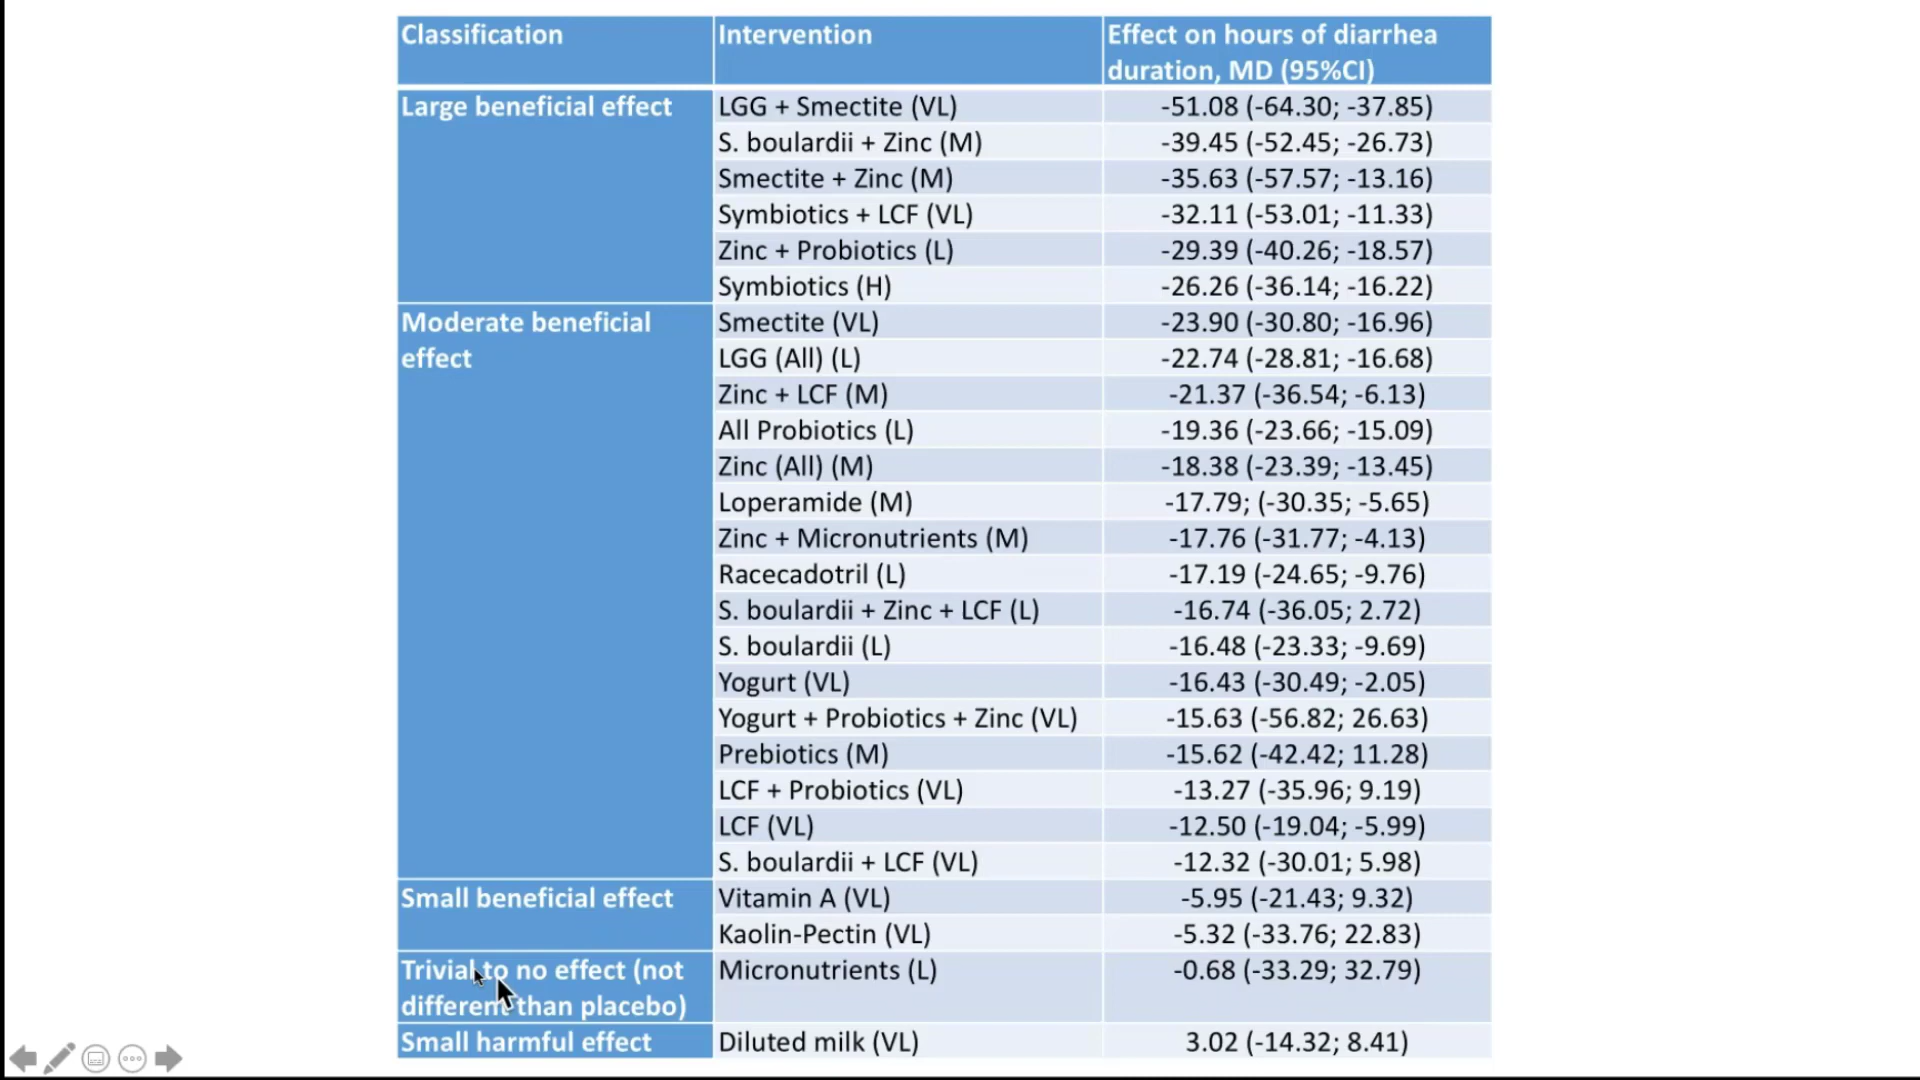 Classification Intervention Effect on hours of diarrhea
duration, MD (95%CI)
Large beneficial effect LGG + Smectite (VL) -51.08 (-64.30; -37.85)
S. boulardii + Zinc (M) -39.45 (-52.45; -26.73)
Smectite + Zinc (M) -35.63 (-57.57; -13.16)
Symbiotics + LCF (VL) -32.11 (-53.01; -11.33)
Zinc + Probiotics (L) -29.39 (-40.26; -18.57)
Symbiotics (H) -26.26 (-36.14; -16.22)
Moderate beneficial Smectite (VL) -23.90 (-30.80; -16.96)
effect LGG (All) (L) -22.74 (-28.81; -16.68)
Zinc + LCF (M) -21.37 (-36.54; -6.13)
All Probiotics (L) -19.36 (-23.66; -15.09)
Zinc (All) (M) -18.38 (-23.39; -13.45)
Loperamide (M) -17.79; (-30.35; -5.65)
Zinc + Micronutrients (M) -17.76 (-31.77; -4.13)
Racecadotril (L) -17.19 (-24.65; -9.76)
S. boulardii + Zinc + LCF (L) -16.74 (-36.05; 2.72)
S. boulardii (L) -16.48 (-23.33; -9.69)
Yogurt (VL) -16.43 (-30.49; -2.05)
Yogurt + Probiotics + Zinc (VL) -15.63 (-56.82; 26.63)
Prebiotics (M) -15.62 (-42.42; 11.28)
LCF + Probiotics (VL) -13.27 (-35.96; 9.19)
LCF (VL) -12.50 (-19.04; -5.99)
S. boulardii + LCF (VL) -12.32 (-30.01; 5.98)
Small beneficial effect Vitamin A (VL) -5.95 (-21.43; 9.32)
Kaolin-Pectin (VL) -5.32 (-33.76; 22.83)
Trivial to no effect (not Micronutrients (L) -0.68 (-33.29; 32.79)
different than placebo)
Small harmful effect Diluted milk (VL) 3.02 (-14.32; 8.41)